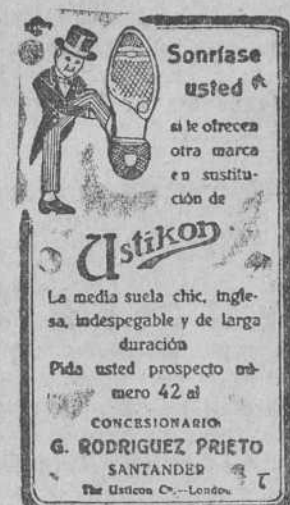 Sonríase
usted
si le ofrecen
otra marca
en sustitu-
ción de
Ustikon
La media suela chic, ingle-
sa, indespegable y de larga
duración
Pida usted prospecto nú-
mero 42 al
CONCESIONARIO
G. RODRIGUEZ PRIETO
SANTANDER
The Usticon Co.--London